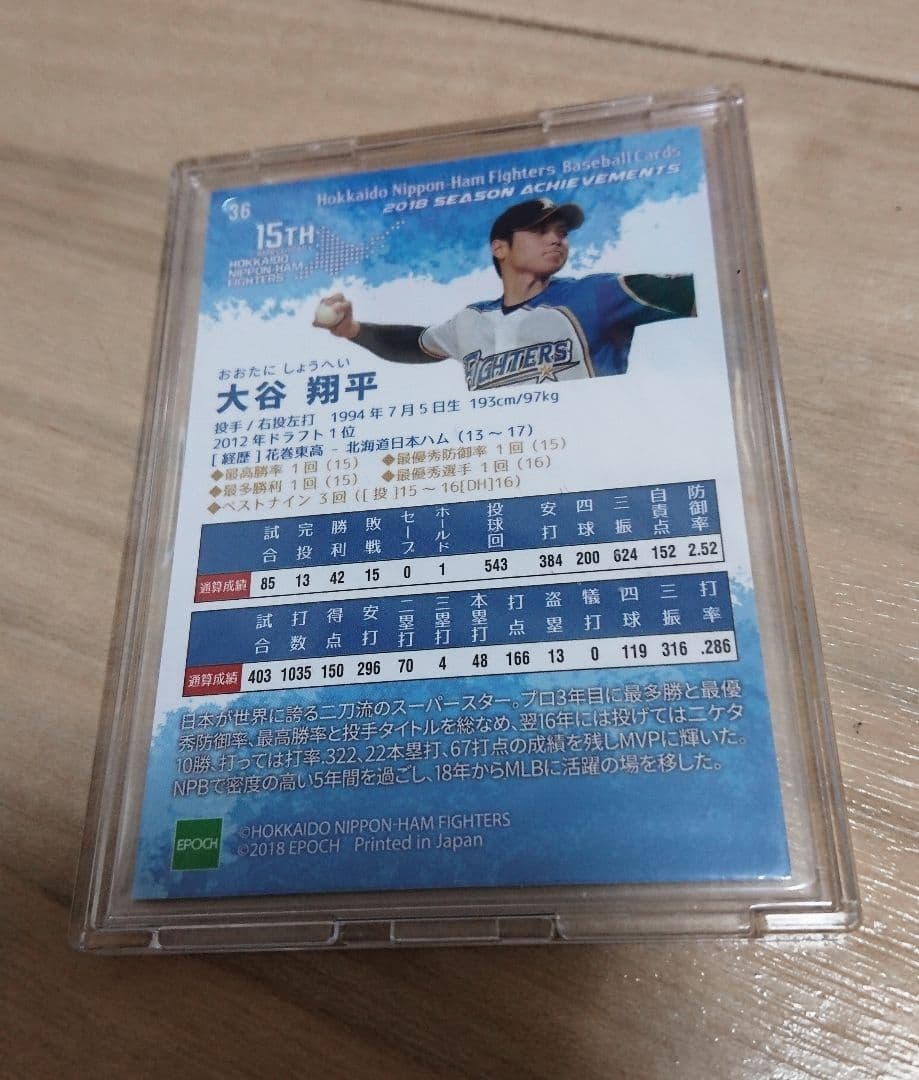 36
Hokkaido Nippon-Ham Fighters Baseball Cards
2018 SEASON ACHIEVEMENTS
15TH
HOKKAIDO
NIPPON-HAM
FIGHTERS
FIGHTERS
おおたに しょうへい
大谷 翔平
投手 / 右投左打 1994年7月5日生 193cm/97kg
2012年ドラフト1位
[ 経歴 ] 花巻東高 - 北海道日本ハム（13～17）
◆最高勝率 1回（15） ◆最優秀防御率 1回（15）
◆最多勝利 1回（15） ◆最優秀選手 1回（16）
◆ベストナイン 3回（[ 投 ]15～16[DH]16）
試合 完投 勝利 敗戦 セーブ ホールド 投球回 安打 四球 三振 自責点 防御率
通算成績 85 13 42 15 0 1 543 384 200 624 152 2.52
試合 打数 得点 安打 二塁打 三塁打 本塁打 打点 盗塁 犠打 四球 三振 打率
通算成績 403 1035 150 296 70 4 48 166 13 0 119 316 .286
日本が世界に誇る二刀流のスーパースター。プロ3年目に最多勝と最優
秀防御率、最高勝率と投手タイトルを総なめ、翌16年には投げては二ケタ
10勝、打っては打率.322、22本塁打、67打点の成績を残しMVPに輝いた。
NPBで密度の高い5年間を過ごし、18年からMLBに活躍の場を移した。
EPOCH
©HOKKAIDO NIPPON-HAM FIGHTERS
©2018 EPOCH Printed in Japan